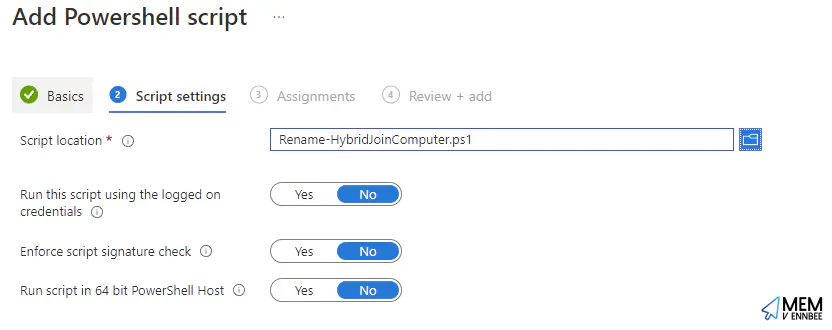 Add Powershell script ...
Basics 2 Script settings 3 Assignments 4 Review + add
Script location * Rename-HybridJoinComputer.ps1
Run this script using the logged on Yes No
credentials
Enforce script signature check Yes No
Run script in 64 bit PowerShell Host Yes No
MEM
V ENNBEE